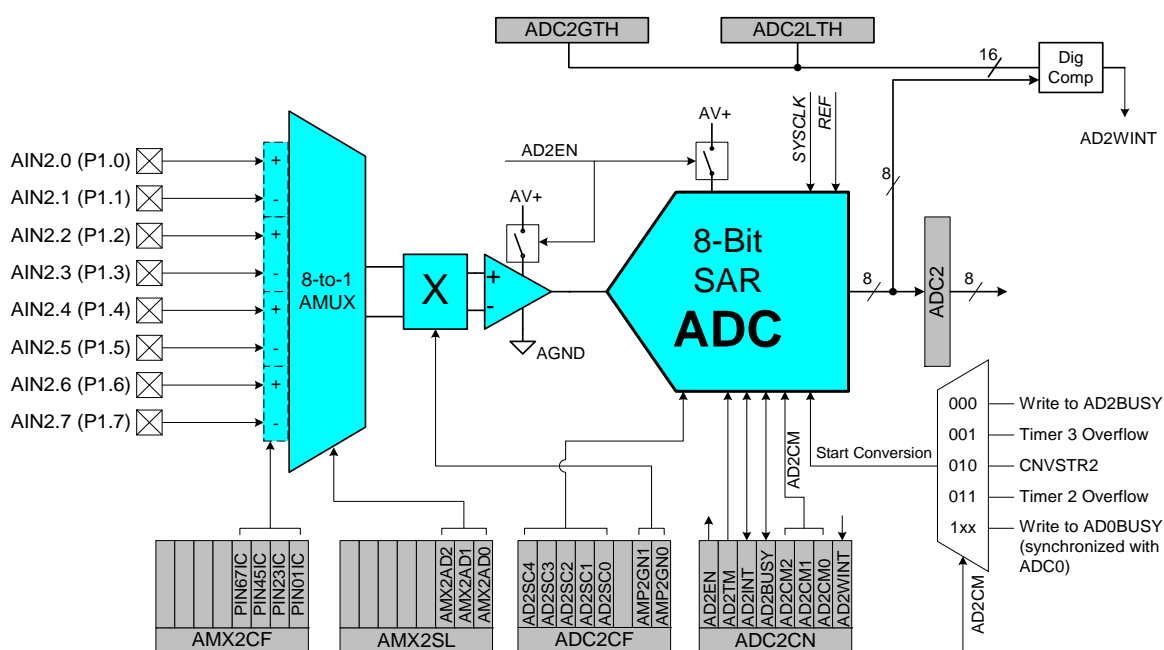 ADC2GTH
ADC2LTH
16
Dig
Comp
AD2WINT
SYSCLK
REF
AV+
AD2EN
AV+
8
AIN2.0 (P1.0)
+
AIN2.1 (P1.1)
-
AIN2.2 (P1.2)
+
AIN2.3 (P1.3)
-
AIN2.4 (P1.4)
+
AIN2.5 (P1.5)
-
AIN2.6 (P1.6)
+
AIN2.7 (P1.7)
-
8-to-1
AMUX
X
+
-
AGND
8-Bit
SAR
ADC
8
ADC2
8
000
Write to AD2BUSY
001
Timer 3 Overflow
010
CNVSTR2
011
Timer 2 Overflow
1xx
Write to AD0BUSY
(synchronized with
ADC0)
Start Conversion
AD2CM
AD2CM
PIN67IC
PIN45IC
PIN23IC
PIN01IC
AMX2CF
AMX2AD2
AMX2AD1
AMX2AD0
AMX2SL
AD2SC4
AD2SC3
AD2SC2
AD2SC1
AD2SC0
AMP2GN1
AMP2GN0
ADC2CF
AD2EN
AD2TM
AD2INT
AD2BUSY
AD2CM2
AD2CM1
AD2CM0
AD2WINT
ADC2CN